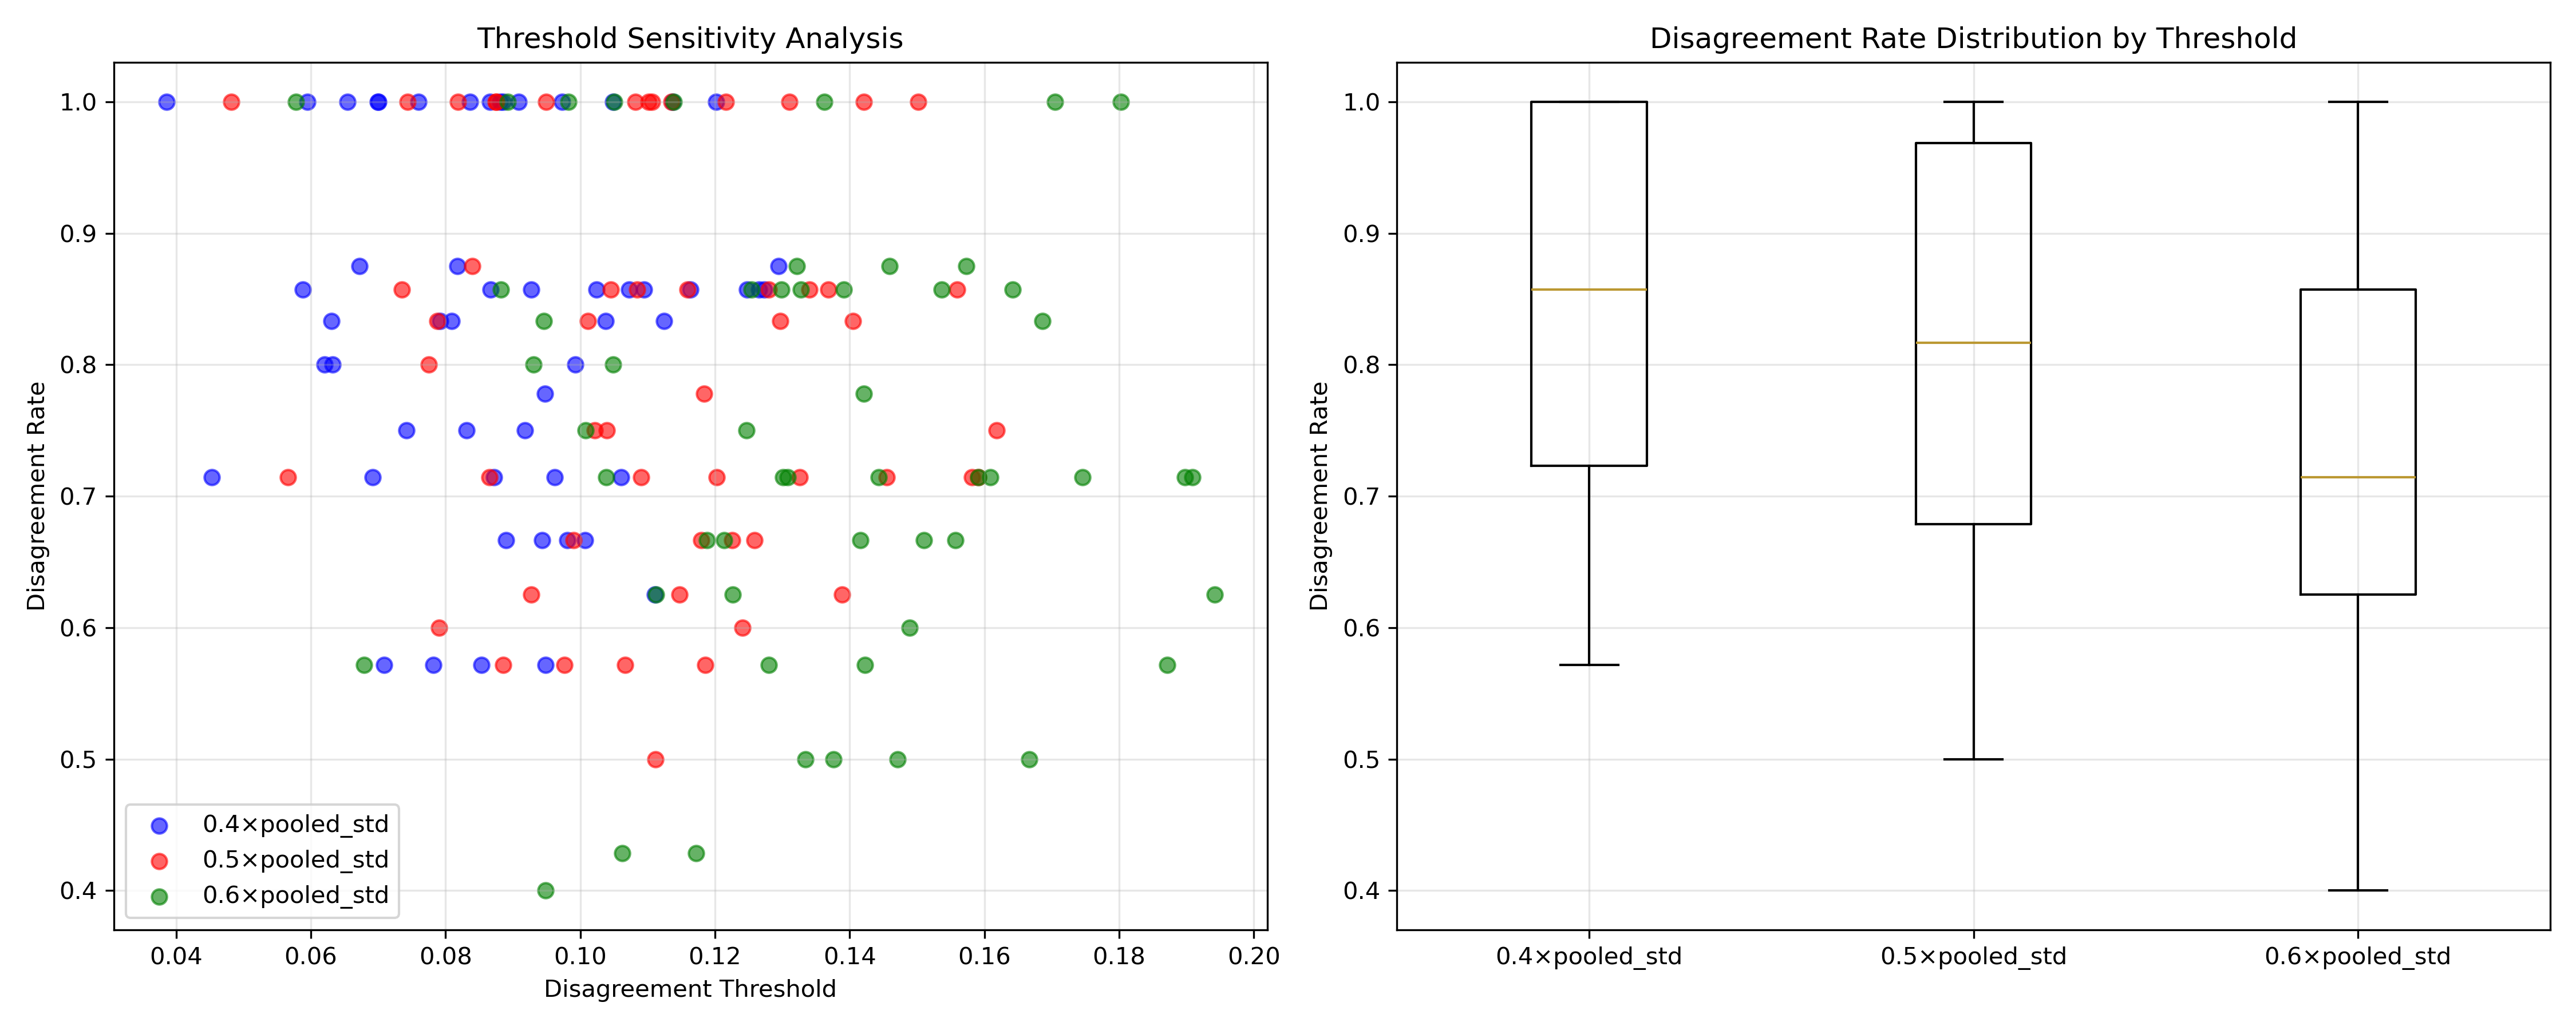 Threshold Sensitivity Analysis
Disagreement Rate
1.0
0.9
0.8
0.7
0.6
0.5
0.4
0.4×pooled_std
0.5×pooled_std
0.6×pooled_std
0.04 0.06 0.08 0.10 0.12 0.14 0.16 0.18 0.20
Disagreement Threshold
Disagreement Rate Distribution by Threshold
Disagreement Rate
1.0
0.9
0.8
0.7
0.6
0.5
0.4
0.4×pooled_std 0.5×pooled_std 0.6×pooled_std